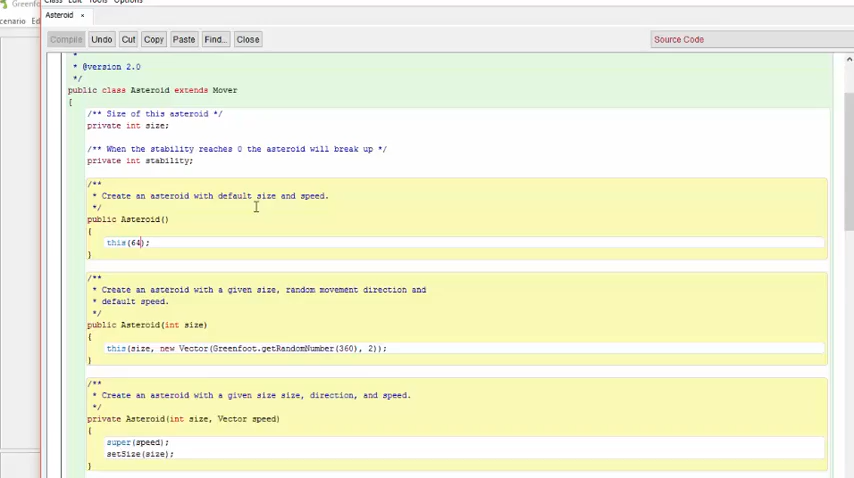 Greenfoo
Class Edit Tools Options
cenario Ed
Asteroid ×
Compile Undo Cut Copy Paste Find... Close Source Code
*
* @version 2.0
*/
public class Asteroid extends Mover
{
/** Size of this asteroid */
private int size;
/** When the stability reaches 0 the asteroid will break up */
private int stability;
/**
* Create an asteroid with default size and speed.
*/
public Asteroid()
{
this(64);
}
/**
* Create an asteroid with a given size, random movement direction and
* default speed.
*/
public Asteroid(int size)
{
this(size, new Vector(Greenfoot.getRandomNumber(360), 2));
}
/**
* Create an asteroid with a given size size, direction, and speed.
*/
private Asteroid(int size, Vector speed)
{
super(speed);
setSize(size);
}